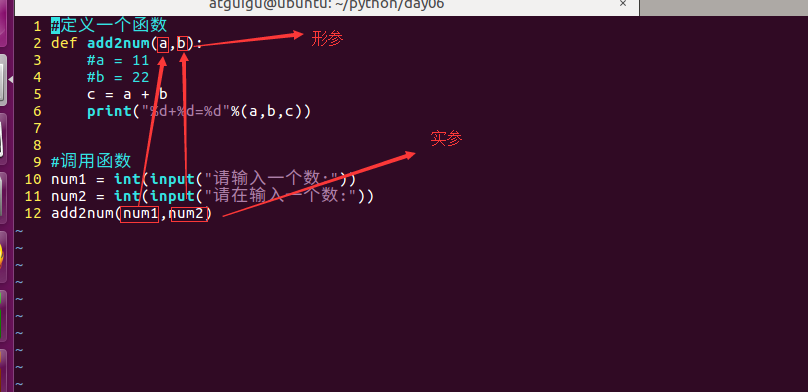 atguigu@ubuntu: ~/python/day06 ×
1 #定义一个函数
2 def add2num(a,b):
形参
3 #a = 11
4 #b = 22
5 c = a + b
6 print("%d+%d=%d"%(a,b,c))
7
8
实参
9 #调用函数
10 num1 = int(input("请输入一个数:"))
11 num2 = int(input("请在输入一个数:"))
12 add2num(num1,num2)
~
~
~
~
~
~
~
~
~
~